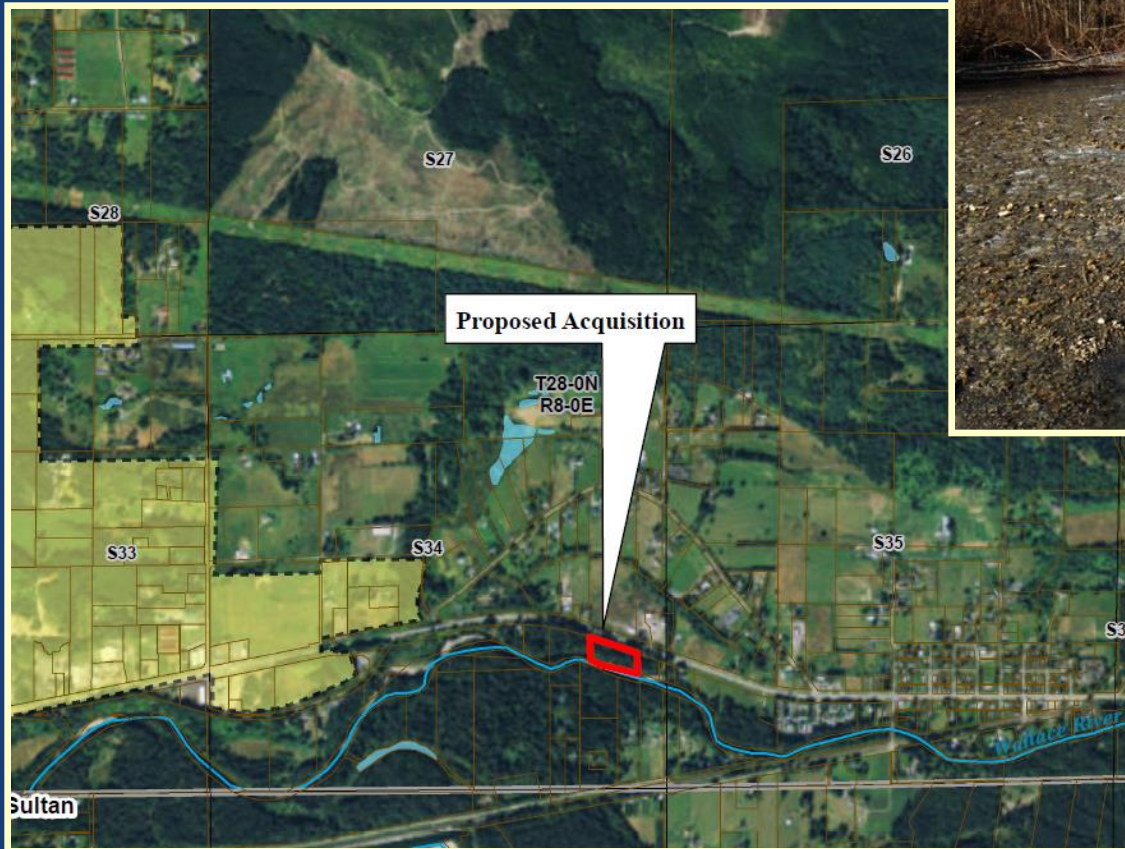 S27
S26
S28
Proposed Acquisition
T28-0N
R8-0E
S33
S34
S35
Wallace River
Sultan